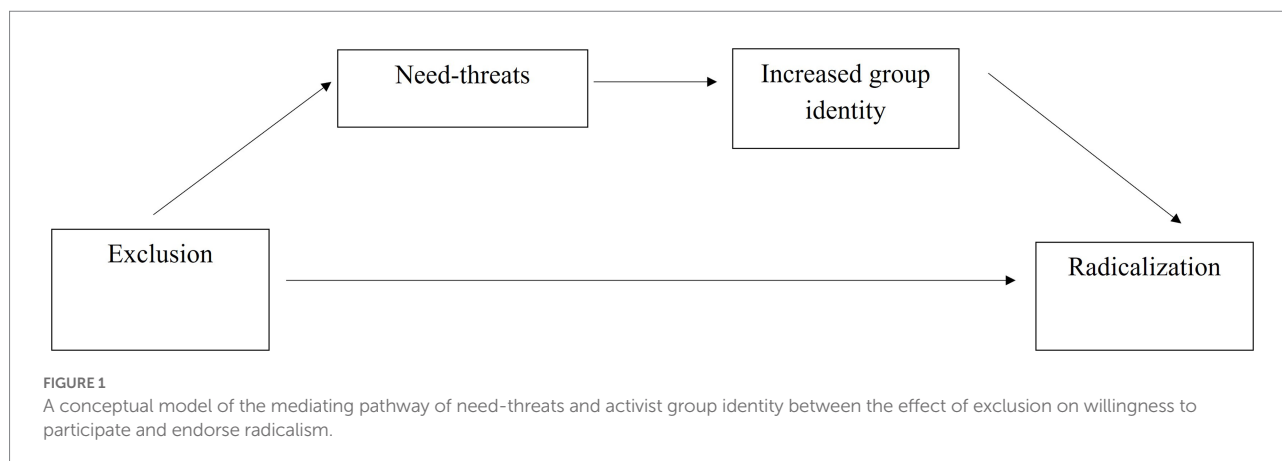 Need-threats
Increased group
identity
Exclusion
Radicalization
FIGURE 1
A conceptual model of the mediating pathway of need-threats and activist group identity between the effect of exclusion on willingness to
participate and endorse radicalism.